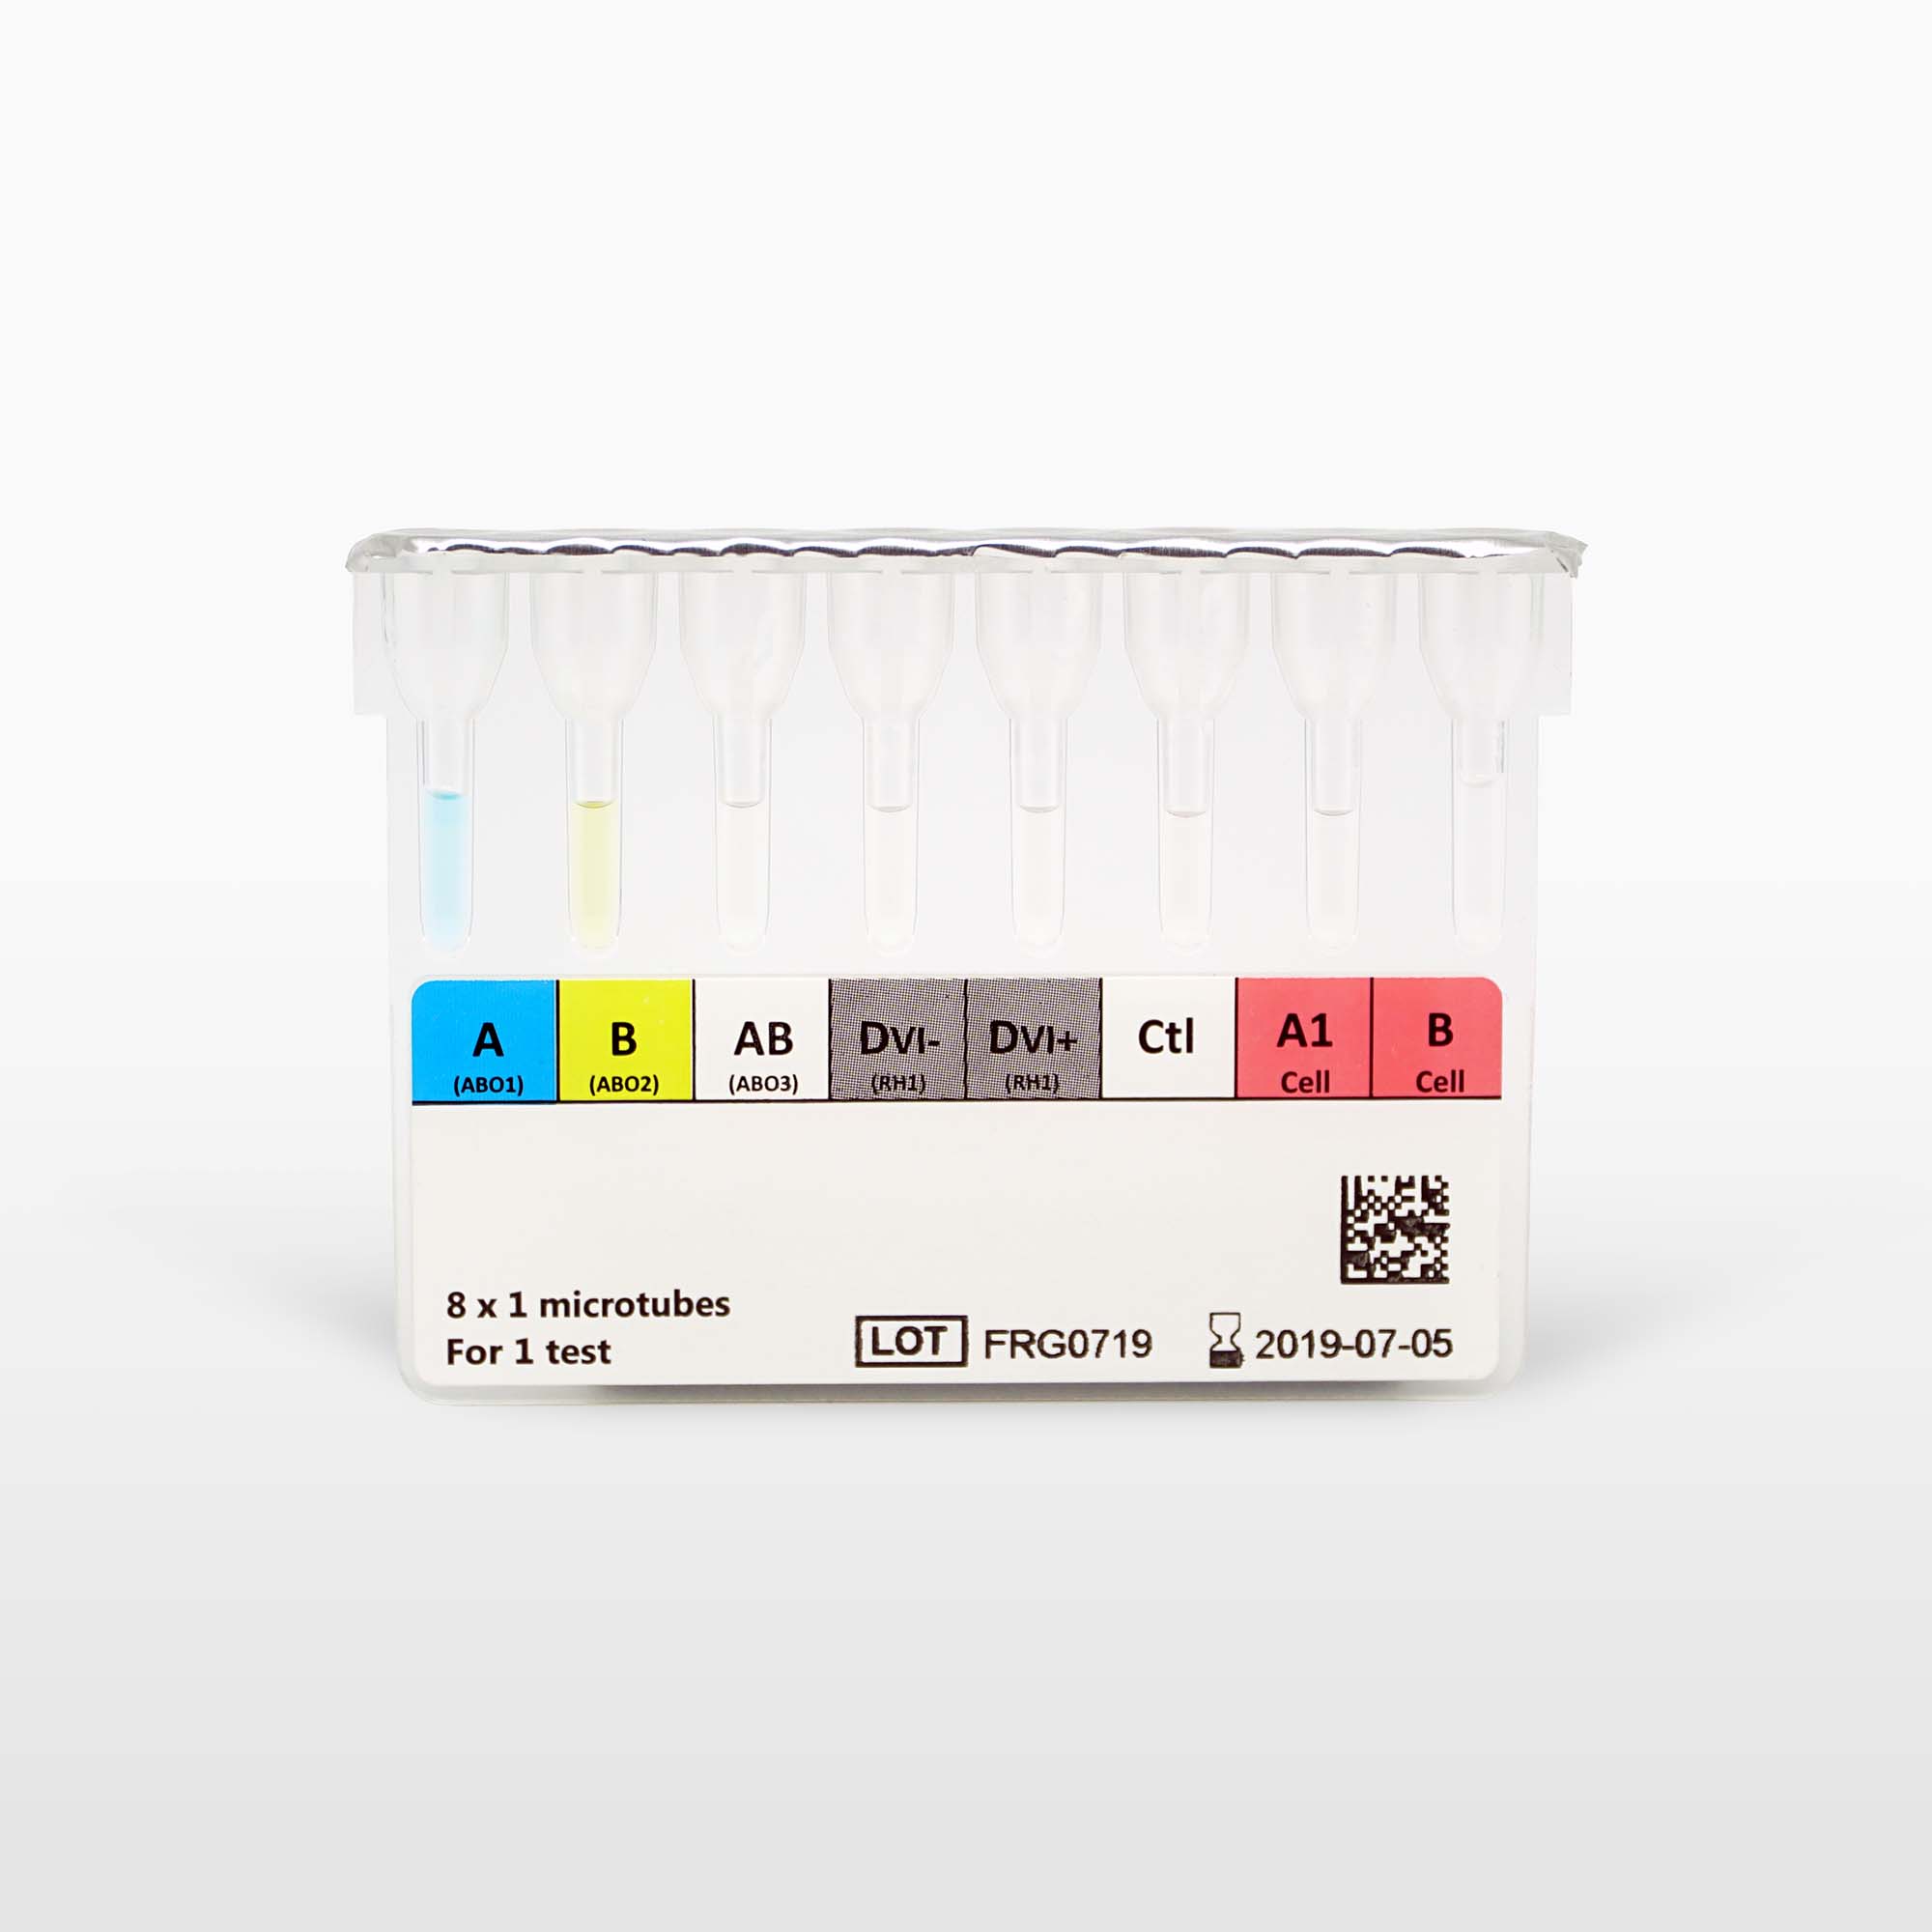 A B AB DVI- DVI+ Ctl A1 B
(ABO1) (ABO2) (ABO3) (RH1) (RH1) Cell Cell
8 x 1 microtubes
For 1 test
LOT FRG0719 2019-07-05